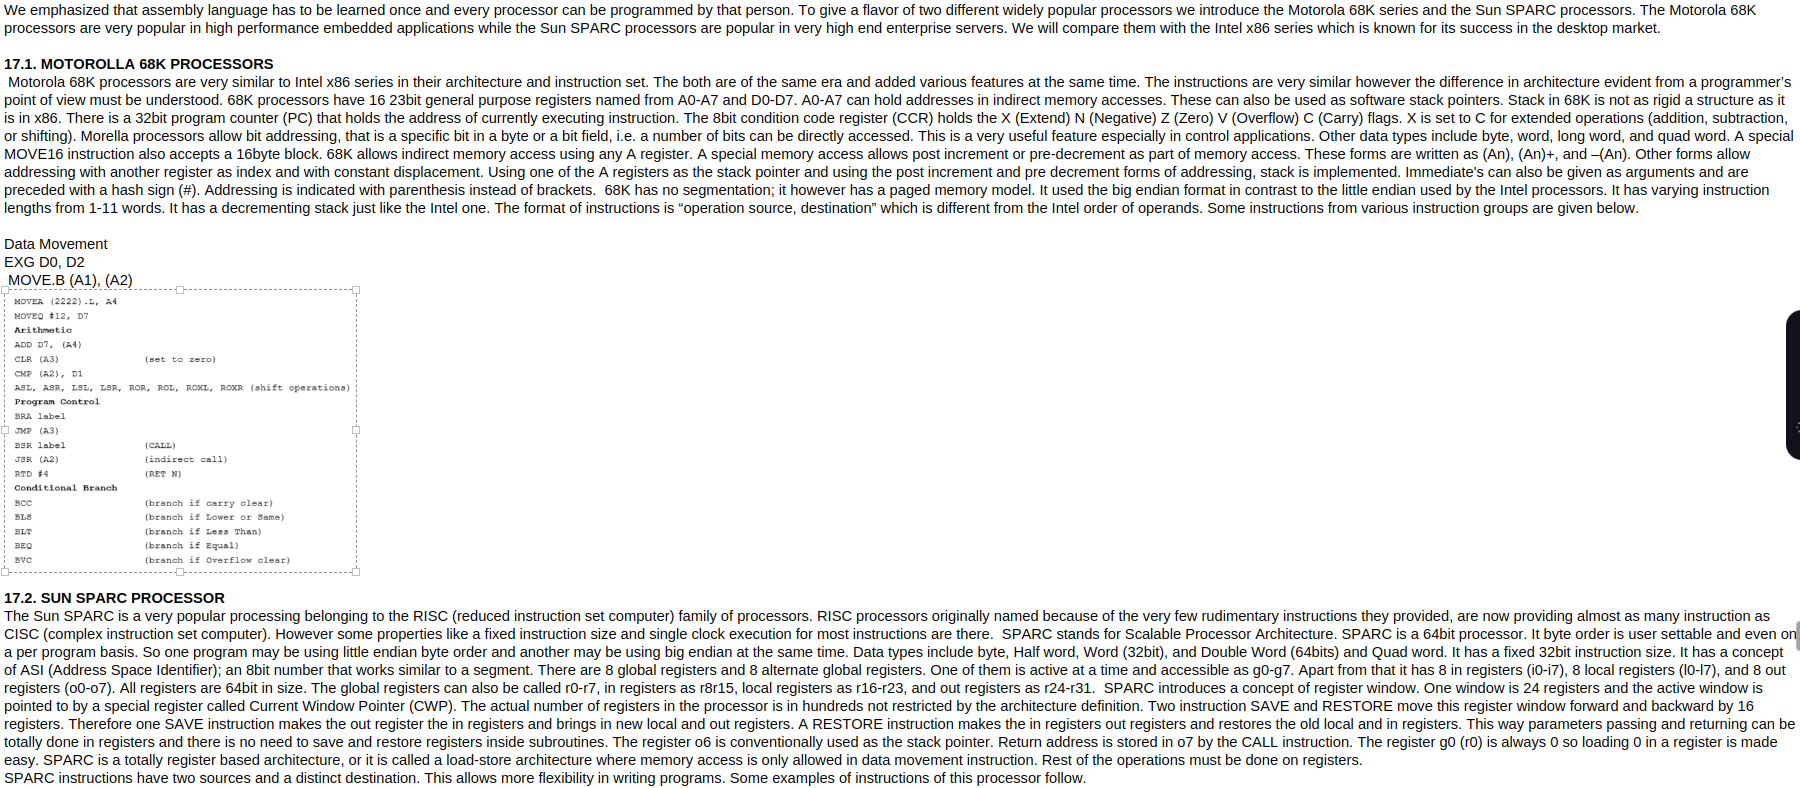 We emphasized that assembly language has to be learned once and every processor can be programmed by that person. To give a flavor of two different widely popular processors we introduce the Motorola 68K series and the Sun SPARC processors. The Motorola 68K
processors are very popular in high performance embedded applications while the Sun SPARC processors are popular in very high end enterprise servers. We will compare them with the Intel x86 series which is known for its success in the desktop market.
17.1. MOTOROLLA 68K PROCESSORS
Motorola 68K processors are very similar to Intel x86 series in their architecture and instruction set. The both are of the same era and added various features at the same time. The instructions are very similar however the difference in architecture evident from a programmer's
point of view must be understood. 68K processors have 16 23bit general purpose registers named from A0-A7 and D0-D7. A0-A7 can hold addresses in indirect memory accesses. These can also be used as software stack pointers. Stack in 68K is not as rigid a structure as it
is in x86. There is a 32bit program counter (PC) that holds the address of currently executing instruction. The 8bit condition code register (CCR) holds the X (Extend) N (Negative) Z (Zero) V (Overflow) C (Carry) flags. X is set to C for extended operations (addition, subtraction,
or shifting). Morella processors allow bit addressing, that is a specific bit in a byte or a bit field, i.e. a number of bits can be directly accessed. This is a very useful feature especially in control applications. Other data types include byte, word, long word, and quad word. A special
MOVE16 instruction also accepts a 16byte block. 68K allows indirect memory access using any A register. A special memory access allows post increment or pre-decrement as part of memory access. These forms are written as (An), (An)+, and –(An). Other forms allow
addressing with another register as index and with constant displacement. Using one of the A registers as the stack pointer and using the post increment and pre decrement forms of addressing, stack is implemented. Immediate's can also be given as arguments and are
preceded with a hash sign (#). Addressing is indicated with parenthesis instead of brackets.  68K has no segmentation; it however has a paged memory model. It used the big endian format in contrast to the little endian used by the Intel processors. It has varying instruction
lengths from 1-11 words. It has a decrementing stack just like the Intel one. The format of instructions is “operation source, destination” which is different from the Intel order of operands. Some instructions from various instruction groups are given below.
Data Movement
EXG D0, D2
MOVE.B (A1), (A2)
MOVEA (2222).L, A4
MOVEQ #12, D7
Arithmetic
ADD D7, (A4)
CLR (A3) (set to zero)
CMP (A2), D1
ASL, ASR, LSL, LSR, ROR, ROL, ROXL, ROXR (shift operations)
Program Control
BRA label
JMP (A3)
BSR label (CALL)
JSR (A2) (indirect call)
RTD #4 (RET N)
Conditional Branch
BCC (branch if carry clear)
BLS (branch if Lower or Same)
BLT (branch if Less Than)
BEQ (branch if Equal)
BVC (branch if Overflow clear)
17.2. SUN SPARC PROCESSOR
The Sun SPARC is a very popular processing belonging to the RISC (reduced instruction set computer) family of processors. RISC processors originally named because of the very few rudimentary instructions they provided, are now providing almost as many instruction as
CISC (complex instruction set computer). However some properties like a fixed instruction size and single clock execution for most instructions are there.  SPARC stands for Scalable Processor Architecture. SPARC is a 64bit processor. It byte order is user settable and even on
a per program basis. So one program may be using little endian byte order and another may be using big endian at the same time. Data types include byte, Half word, Word (32bit), and Double Word (64bits) and Quad word. It has a fixed 32bit instruction size. It has a concept
of ASI (Address Space Identifier); an 8bit number that works similar to a segment. There are 8 global registers and 8 alternate global registers. One of them is active at a time and accessible as g0-g7. Apart from that it has 8 in registers (i0-i7), 8 local registers (l0-l7), and 8 out
registers (o0-o7). All registers are 64bit in size. The global registers can also be called r0-r7, in registers as r8r15, local registers as r16-r23, and out registers as r24-r31.  SPARC introduces a concept of register window. One window is 24 registers and the active window is
pointed to by a special register called Current Window Pointer (CWP). The actual number of registers in the processor is in hundreds not restricted by the architecture definition. Two instruction SAVE and RESTORE move this register window forward and backward by 16
registers. Therefore one SAVE instruction makes the out register the in registers and brings in new local and out registers. A RESTORE instruction makes the in registers out registers and restores the old local and in registers. This way parameters passing and returning can be
totally done in registers and there is no need to save and restore registers inside subroutines. The register o6 is conventionally used as the stack pointer. Return address is stored in o7 by the CALL instruction. The register g0 (r0) is always 0 so loading 0 in a register is made
easy. SPARC is a totally register based architecture, or it is called a load-store architecture where memory access is only allowed in data movement instruction. Rest of the operations must be done on registers.
SPARC instructions have two sources and a distinct destination. This allows more flexibility in writing programs. Some examples of instructions of this processor follow.